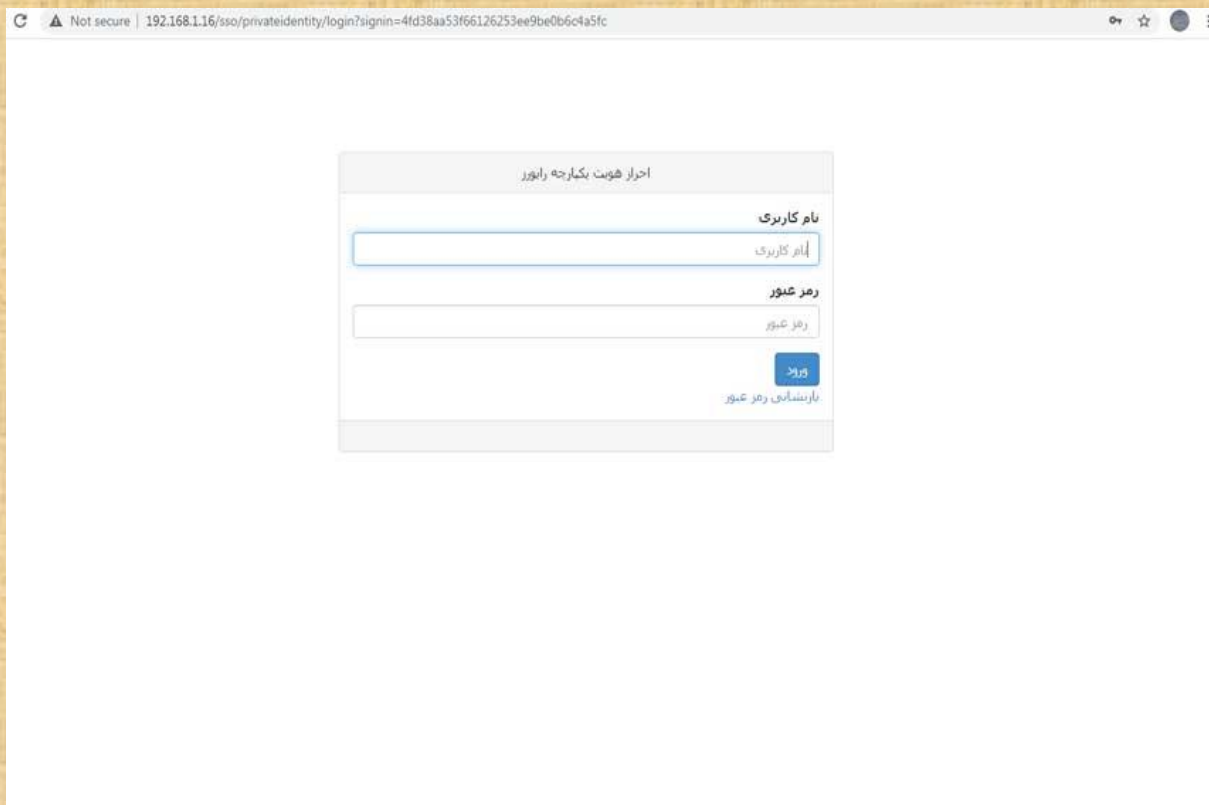 Not secure | 192.168.1.16/sso/privateidentity/login?signin=4fd38aa53f66126253ee9be0b6c4a5fc
احراز هویت یکپارچه رایورز
نام کاربری
نام کاربری
رمز عبور
رمز عبور
ورود
بازنشانی رمز عبور